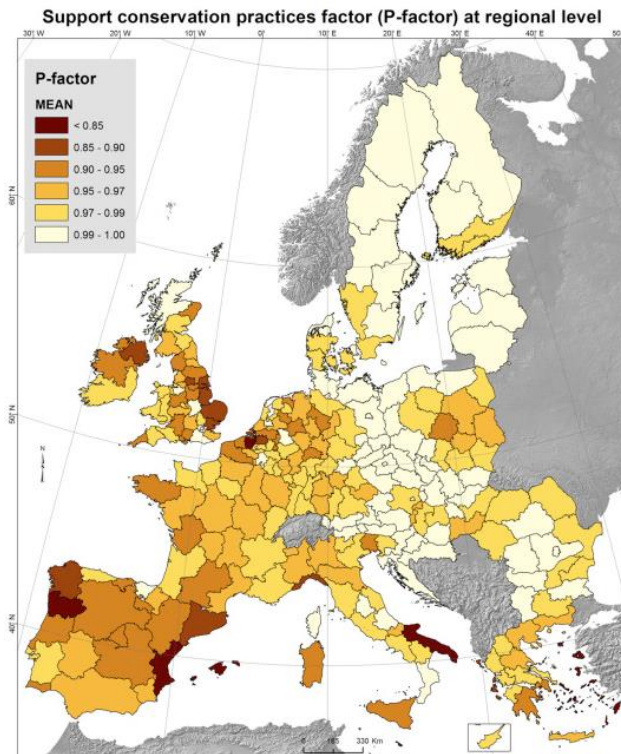 Support conservation practices factor (P-factor) at regional level
30° W
20° W
10° W
0°
10° E
20° E
30° E
40° E
P-factor
MEAN
< 0.85
0.85 - 0.90
0.90 - 0.95
0.95 - 0.97
0.97 - 0.99
0.99 - 1.00
60° N
50° N
N
40° N
0 165 330 Km